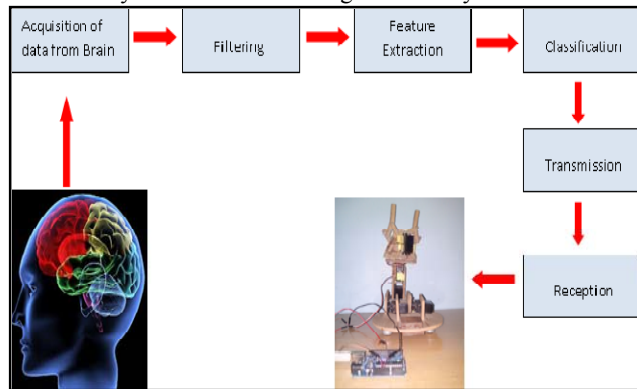 Acquisition of
data from Brain
Filtering
Feature
Extraction
Classification
Transmission
Reception